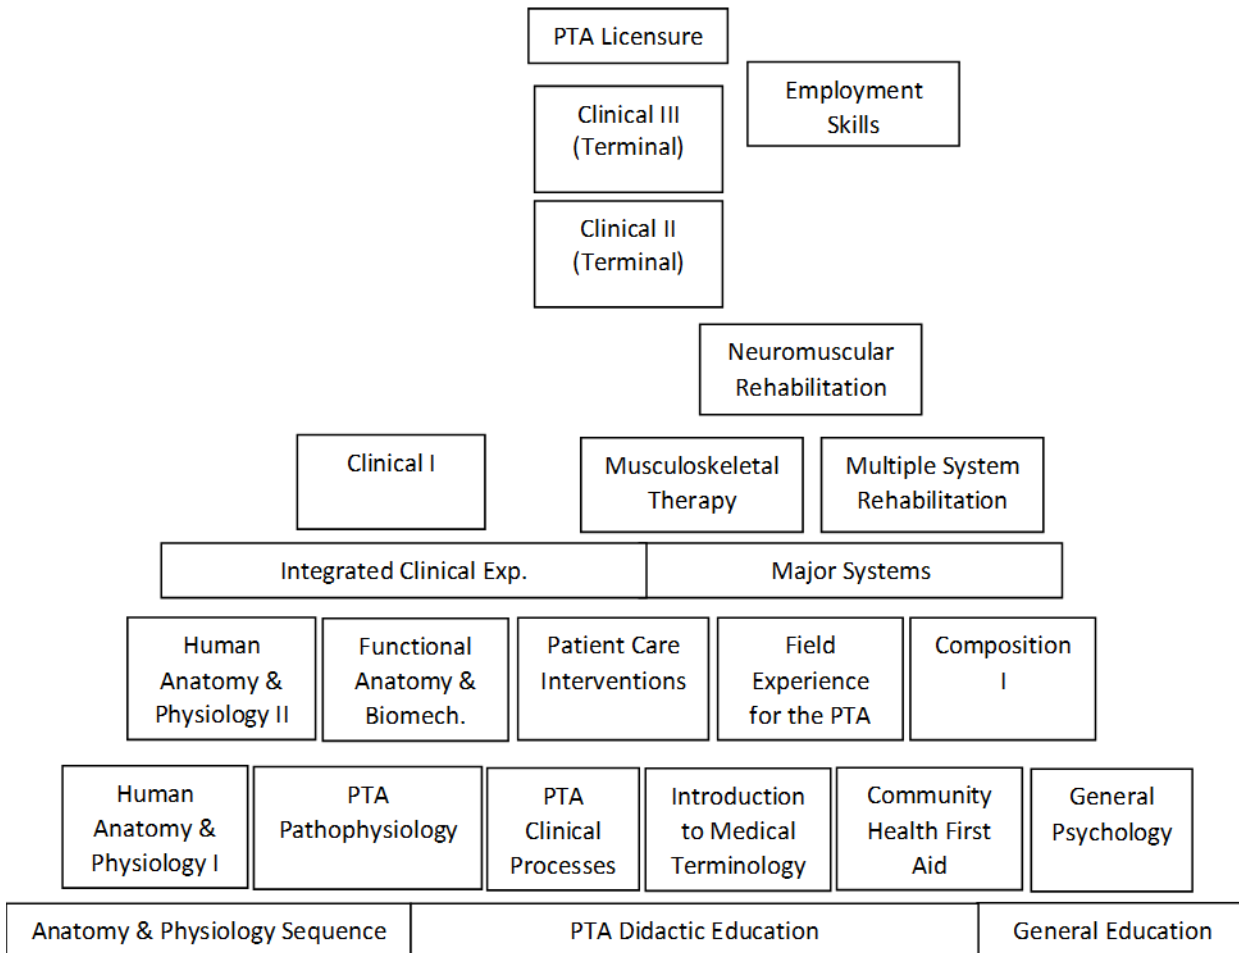 PTA Licensure
Employment
Skills
Clinical III
(Terminal)
Clinical II
(Terminal)
Neuromuscular
Rehabilitation
Clinical I
Musculoskeletal
Therapy
Multiple System
Rehabilitation
Integrated Clinical Exp.
Major Systems
Human
Anatomy &
Physiology II
Functional
Anatomy &
Biomech.
Patient Care
Interventions
Field
Experience
for the PTA
Composition
I
Human
Anatomy &
Physiology I
PTA
Pathophysiology
PTA
Clinical
Processes
Introduction
to Medical
Terminology
Community
Health First
Aid
General
Psychology
Anatomy & Physiology Sequence
PTA Didactic Education
General Education